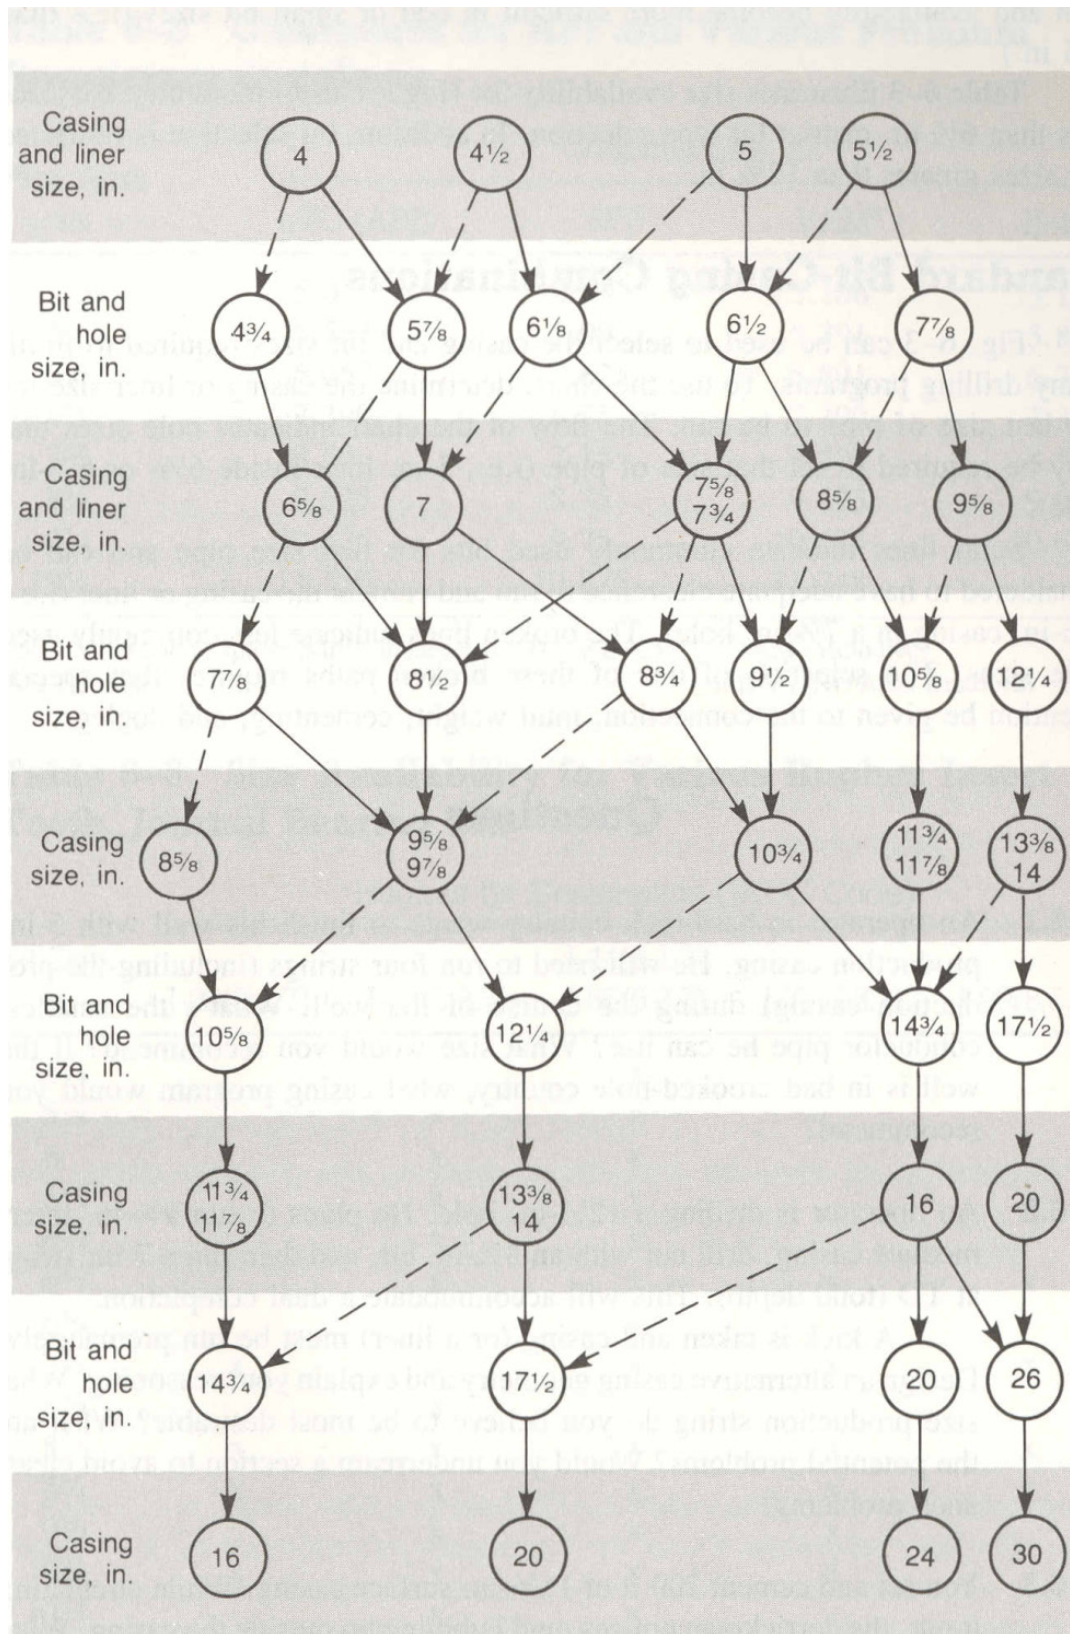 Casing
and liner
size, in.
4
4½
5
5½
Bit and
hole
size, in.
4¾
5⅞
6⅛
6½
7⅞
Casing
and liner
size, in.
6⅝
7
7⅝
7¾
8⅝
9⅝
Bit and
hole
size, in.
7⅞
8½
8¾
9½
10⅝
12¼
Casing
size, in.
8⅝
9⅝
9⅞
10¾
11¾
11⅞
13⅜
14
Bit and
hole
size, in.
10⅝
12¼
14¾
17½
Casing
size, in.
11¾
11⅞
13⅜
14
16
20
Bit and
hole
size, in.
14¾
17½
20
26
Casing
size, in.
16
20
24
30